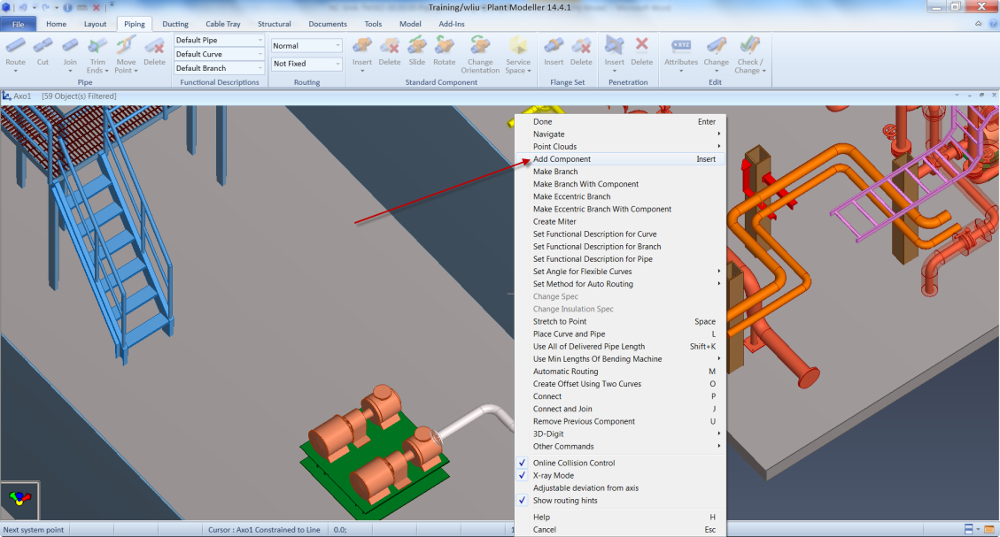 Training/wliu - Plant Modeller 14.4.1
File Home Layout Piping Ducting Cable Tray Structural Documents Tools Model Add-Ins
Route Cut Join Trim Ends Move Point Delete
Pipe
Default Pipe
Default Curve
Default Branch
Functional Descriptions
Normal
Not Fixed
Routing
Insert Delete Slide Rotate Change Orientation Service Space
Standard Component
Insert Delete
Flange Set
Insert Delete
Penetration
Attributes Change Check / Change
Edit
Axo1 [59 Object(s) Filtered]
Done Enter
Navigate
Point Clouds
Add Component Insert
Make Branch
Make Branch With Component
Make Eccentric Branch
Make Eccentric Branch With Component
Create Miter
Set Functional Description for Curve
Set Functional Description for Branch
Set Functional Description for Pipe
Set Angle for Flexible Curves
Set Method for Auto Routing
Change Spec
Change Insulation Spec
Stretch to Point Space
Place Curve and Pipe L
Use All of Delivered Pipe Length Shift+K
Use Min Lengths Of Bending Machine
Automatic Routing M
Create Offset Using Two Curves O
Connect P
Connect and Join J
Remove Previous Component U
3D-Digit
Other Commands
Online Collision Control
X-ray Mode
Adjustable deviation from axis
Show routing hints
Help H
Cancel Esc
Next system point Cursor : Axo1 Constrained to Line 0.0;